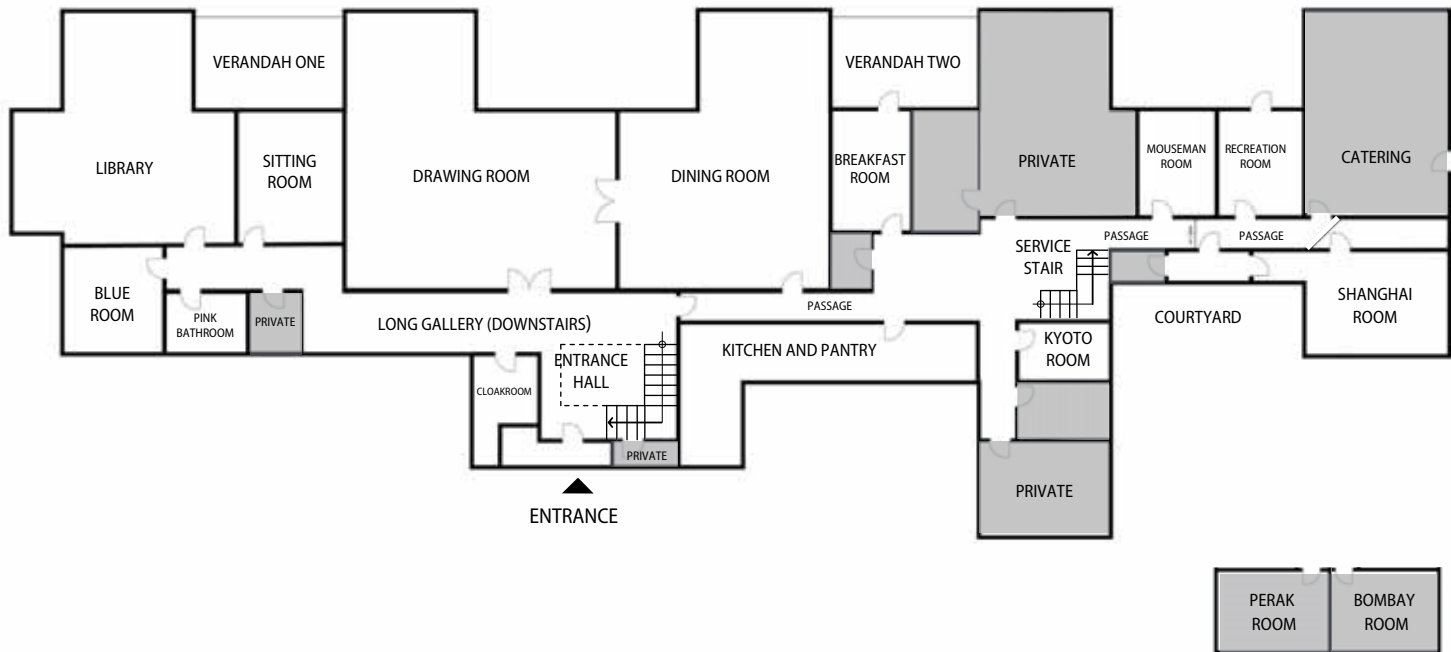 VERANDAH ONE
VERANDAH TWO
LIBRARY
SITTING
ROOM
DRAWING ROOM
DINING ROOM
BREAKFAST
ROOM
PRIVATE
MOUSEMAN
ROOM
RECREATION
ROOM
CATERING
PASSAGE
PASSAGE
SERVICE
STAIR
BLUE
ROOM
PINK
BATHROOM
PRIVATE
LONG GALLERY (DOWNSTAIRS)
PASSAGE
SHANGHAI
ROOM
COURTYARD
ENTRANCE
HALL
KITCHEN AND PANTRY
KYOTO
ROOM
CLOAKROOM
PRIVATE
PRIVATE
ENTRANCE
PERAK
ROOM
BOMBAY
ROOM